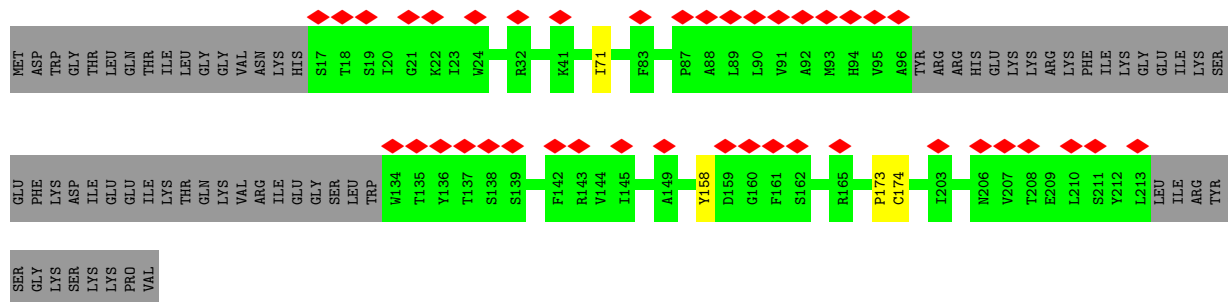 MET ASP TRP GLY THR LEU GLN THR ILE LEU GLY GLY VAL ASN LYS HIS S17 T18 S19 I20 G21 K22 I23 W24 R32 K41 I71 F83 P87 A88 L89 L90 V91 A92 M93 H94 V95 A96 TYR ARG ARG HIS GLU LYS LYS ARG LYS PHE ILE LYS GLY GLU ILE LYS SER
GLU PHE LYS ASP ILE GLU GLU ILE LYS THR GLN LYS VAL ARG ILE GLU GLY SER LEU TRP W134 T135 Y136 T137 S138 S139 F142 R143 V144 I145 A149 Y158 D159 G160 F161 S162 R165 P173 C174 I203 N206 V207 T208 E209 L210 S211 Y212 L213 LEU ILE ARG TYR
SER GLY LYS SER LYS LYS PRO VAL